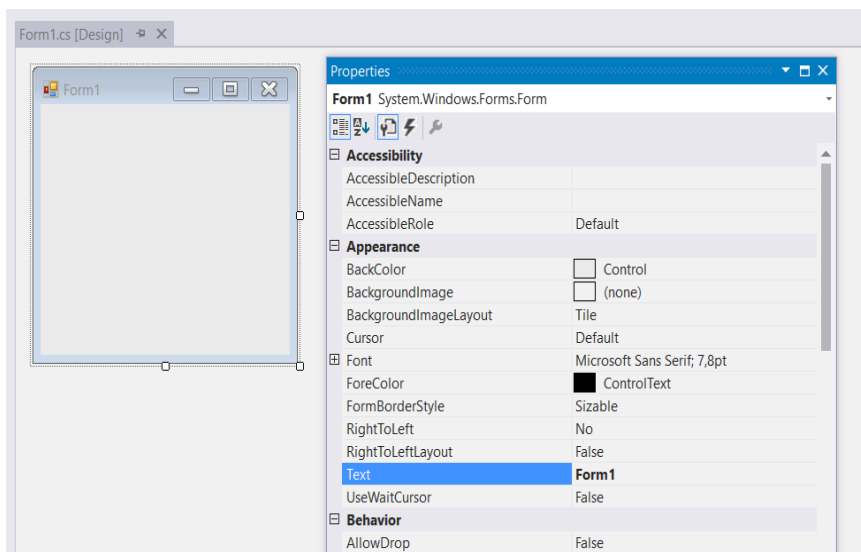 Form1.cs [Design]
Form1
Properties
Form1 System.Windows.Forms.Form
Accessibility
AccessibleDescription
AccessibleName
AccessibleRole Default
Appearance
BackColor Control
BackgroundImage (none)
BackgroundImageLayout Tile
Cursor Default
Font Microsoft Sans Serif; 7,8pt
ForeColor ControlText
FormBorderStyle Sizable
RightToLeft No
RightToLeftLayout False
Text Form1
UseWaitCursor False
Behavior
AllowDrop False